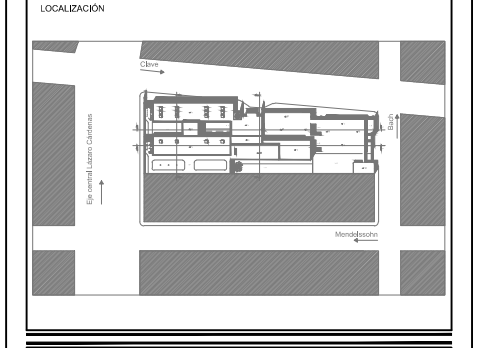 LOCALIZACIÓN
Clave
Eje central Lázaro Cárdenas
Bach
Mendelssohn